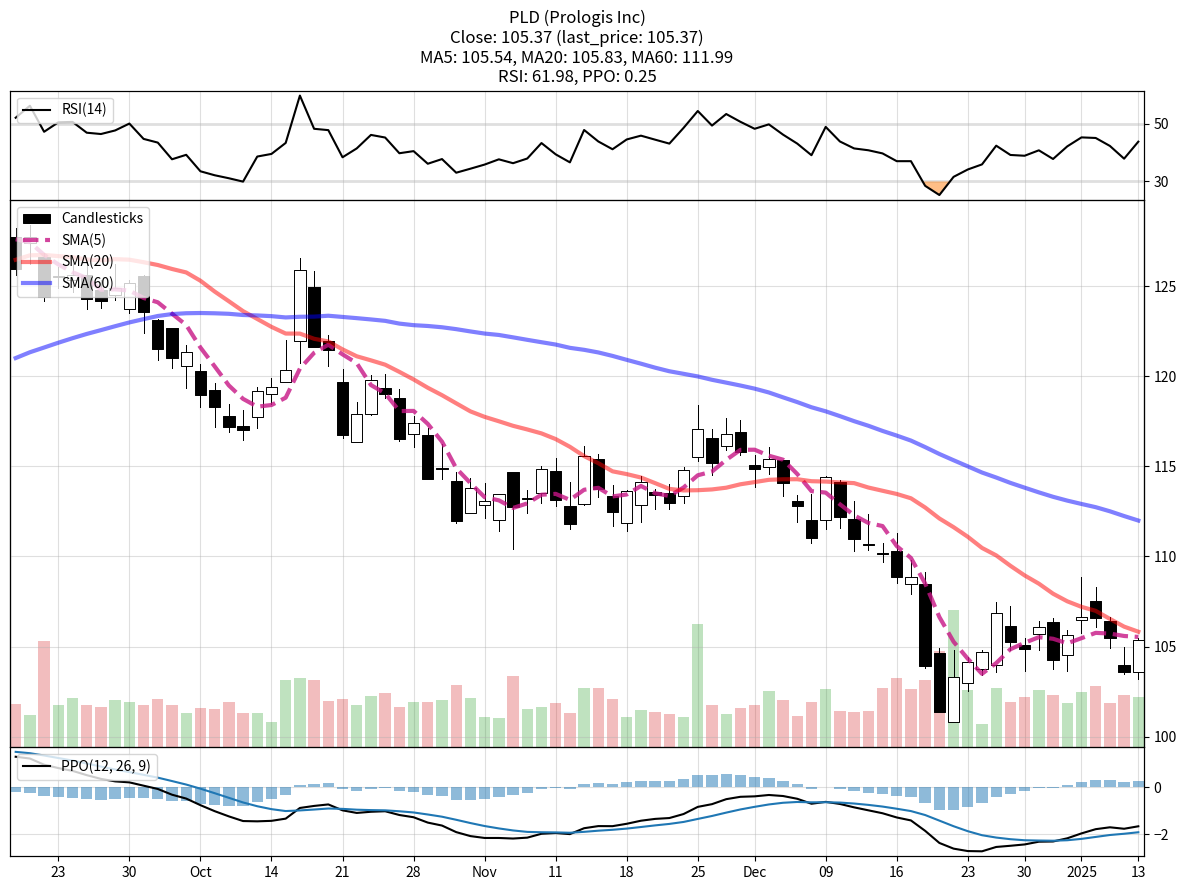 PLD (Prologis Inc)
Close: 105.37 (last_price: 105.37)
MA5: 105.54, MA20: 105.83, MA60: 111.99
RSI: 61.98, PPO: 0.25
RSI(14)
50
30
Candlesticks
SMA(5)
SMA(20)
SMA(60)
125
120
115
110
105
100
PPO(12, 26, 9)
0
−2
23 30 Oct 14 21 28 Nov 11 18 25 Dec 09 16 23 30 2025 13